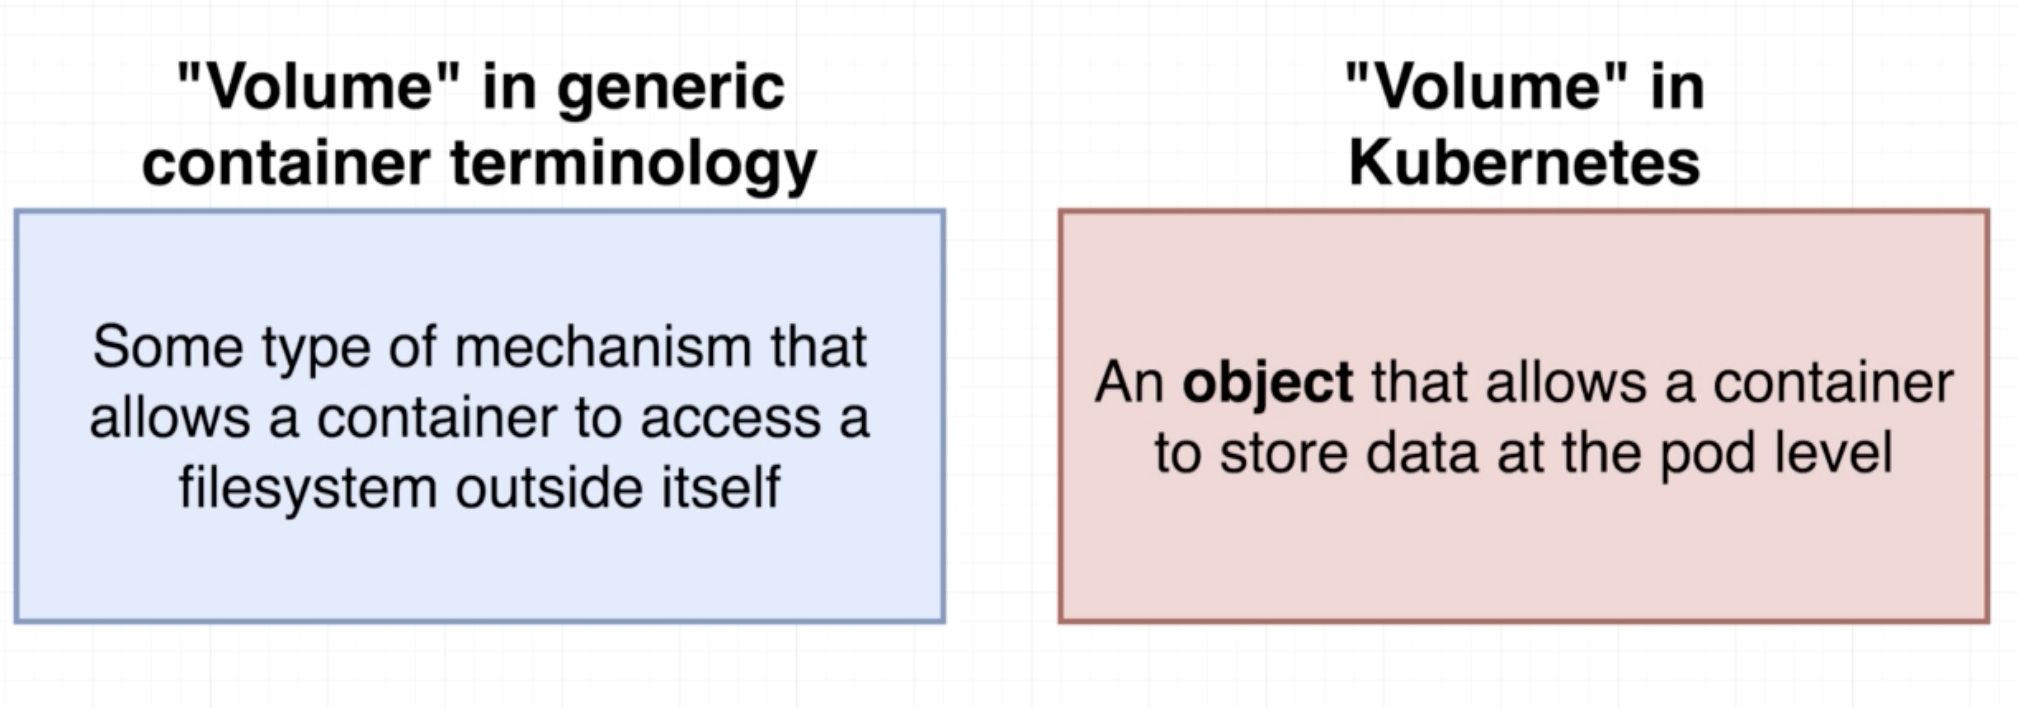 "Volume" in generic
container terminology
Some type of mechanism that
allows a container to access a
filesystem outside itself
"Volume" in
Kubernetes
An object that allows a container
to store data at the pod level